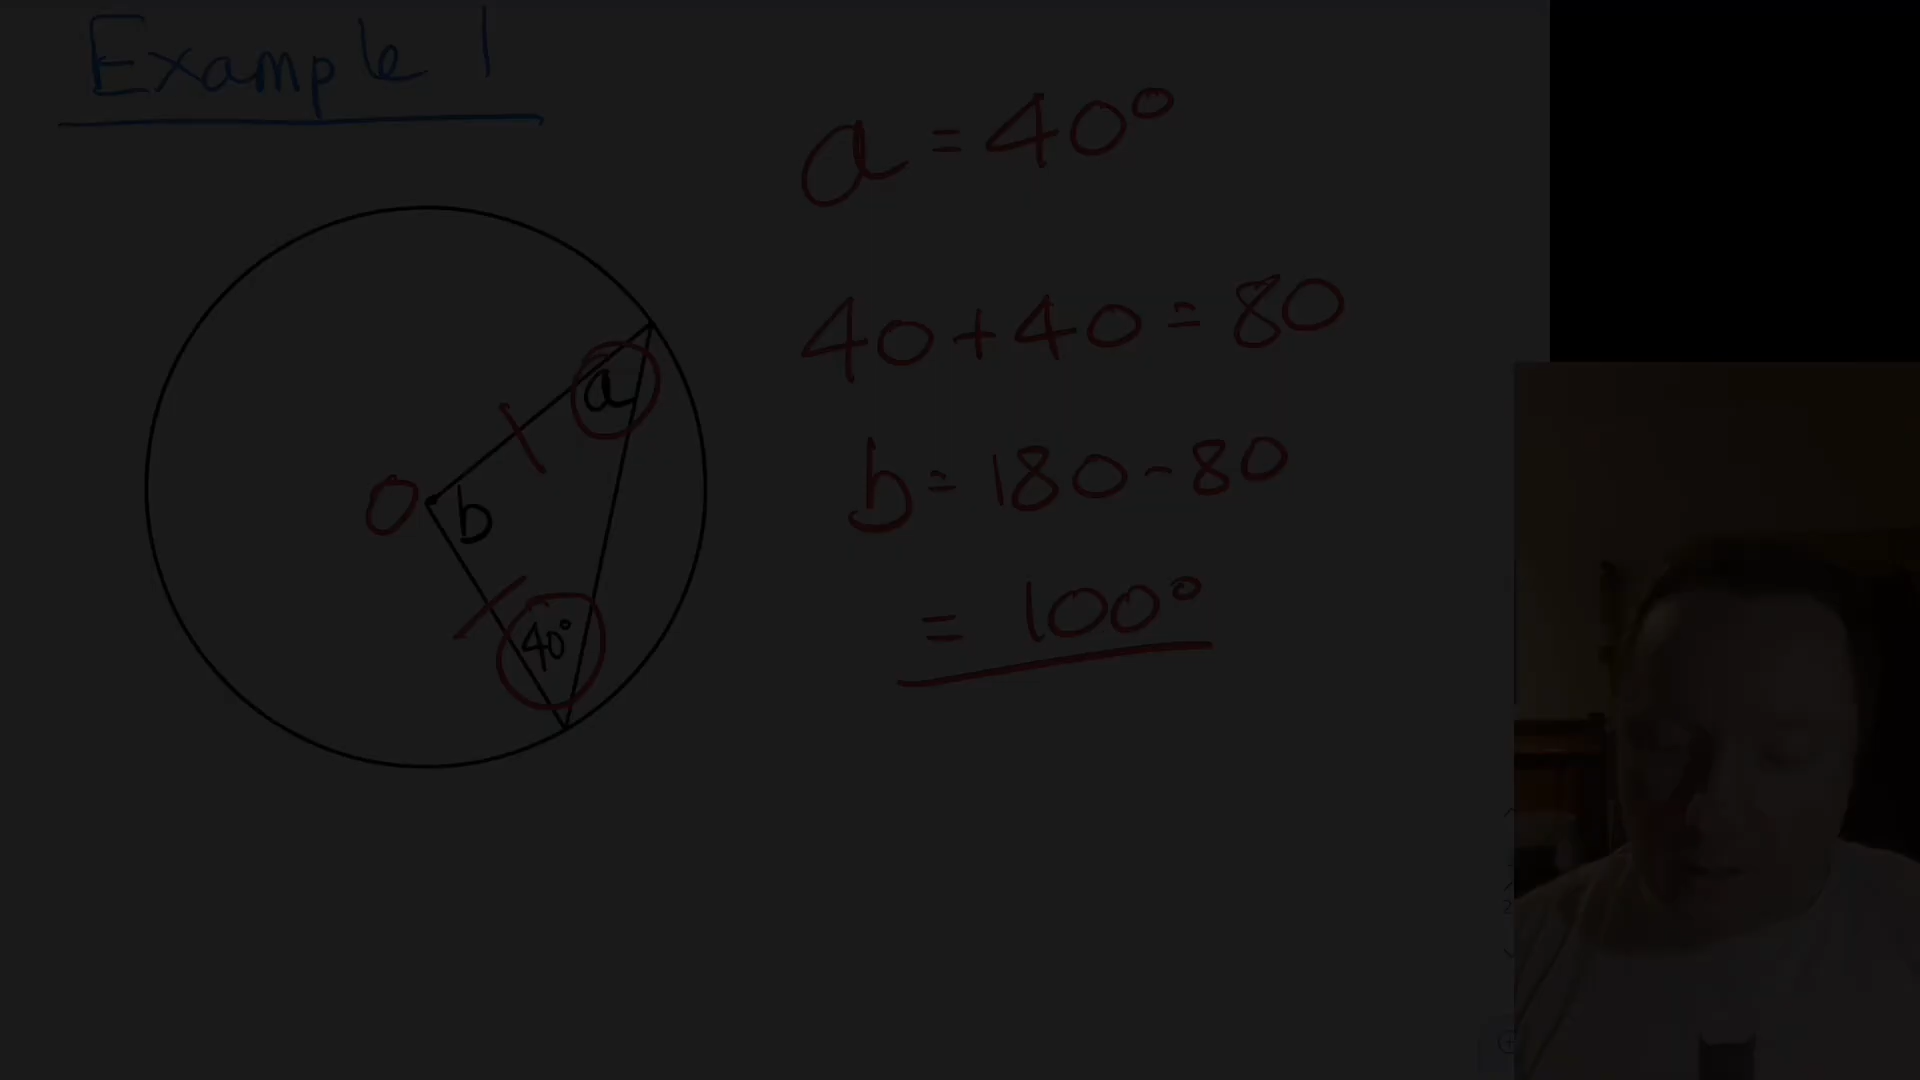 Example 1
a = 40°
40 + 40 = 80
a
b = 180 - 80
O b
= 100°
40°